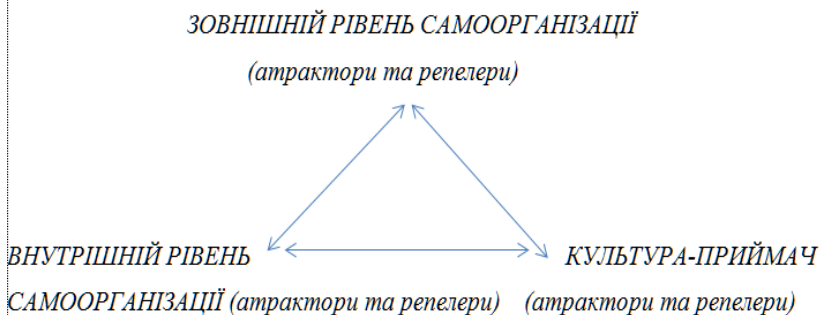 ЗОВНІШНІЙ РІВЕНЬ САМООРГАНІЗАЦІЇ
(атрактори та репелери)
ВНУТРІШНІЙ РІВЕНЬ КУЛЬТУРА-ПРИЙМАЧ
САМООРГАНІЗАЦІЇ (атрактори та репелери) (атрактори та репелери)